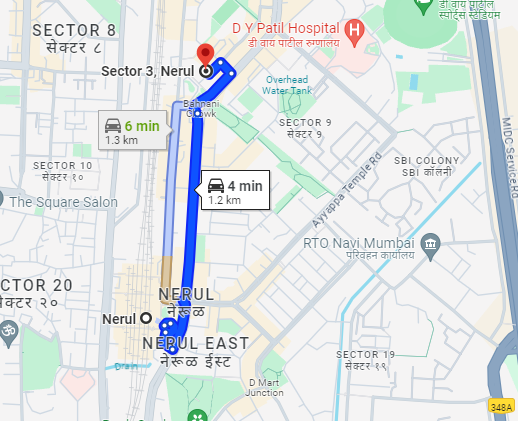 डी वाय पाटील
स्पोर्ट्स स्टेडियम
D Y Patil Hospital
डी वाय पाटील रुग्णालय
SECTOR 8
सेक्टर ८
Sector 3, Nerul
Overhead
Water Tank
Chowk
SECTOR 9
सेक्टर ९
6 min
1.3 km
MIDC Service Rd
SECTOR 10
सेक्टर १०
SBI COLONY
SBI कॉलनी
4 min
1.2 km
The Square Salon
Ayyappa Temple Rd
RTO Navi Mumbai
परिवहन कार्यालय
CTOR 20
सेक्टर २०
NERUL
नेरूळ
Nerul
NERUL EAST
नेरूळ ईस्ट
Drain
SECTOR 19
सेक्टर १९
D Mart
Junction
348A